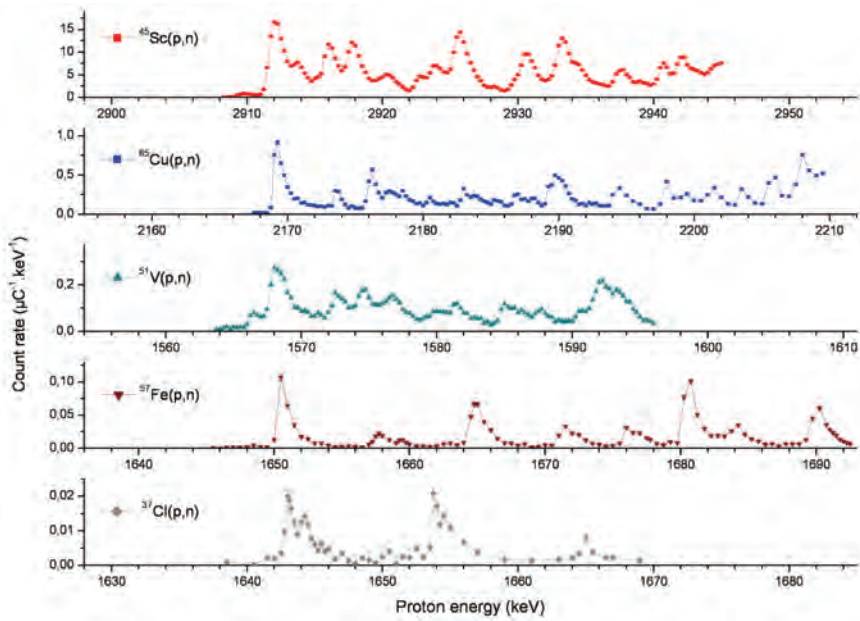 15
10
5
0
⁴⁵Sc(p,n)
2900 2910 2920 2930 2940 2950
1,0
0,5
0,0
⁶⁵Cu(p,n)
2160 2170 2180 2190 2200 2210
0,2
0,0
⁵¹V(p,n)
1560 1570 1580 1590 1600 1610
0,10
0,05
0,00
⁵⁷Fe(p,n)
1640 1650 1660 1670 1680 1690
0,02
0,01
0,00
³⁷Cl(p,n)
1630 1640 1650 1660 1670 1680
Count rate (µC⁻¹.keV⁻¹)
Proton energy (keV)